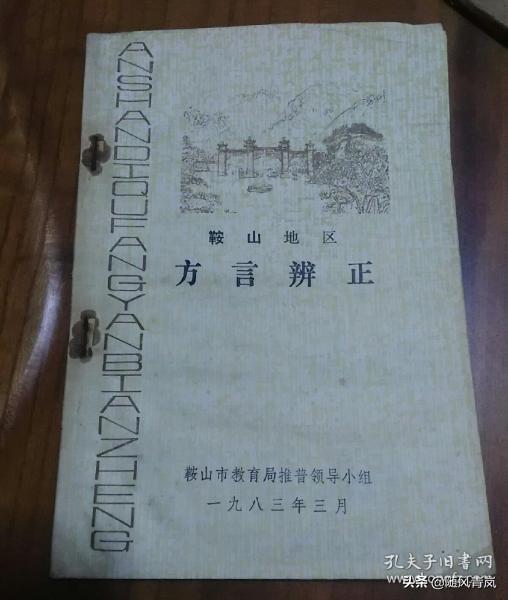 ANSHANDIQUFANGYANBIANZHENG
鞍山地区
方言辨正
鞍山市教育局推普领导小组
一九八三年三月
孔夫子旧书网
头条 @随风青岚